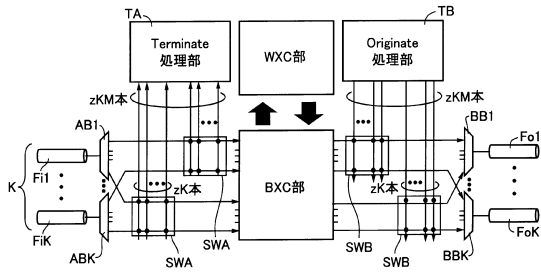 TA
TB
Terminate
処理部
WXC部
Originate
処理部
zKM本
zKM本
AB1
BB1
Fo1
K
Fi1
BXC部
zK本
zK本
FiK
FoK
ABK
SWA
SWA
SWB
SWB
BBK